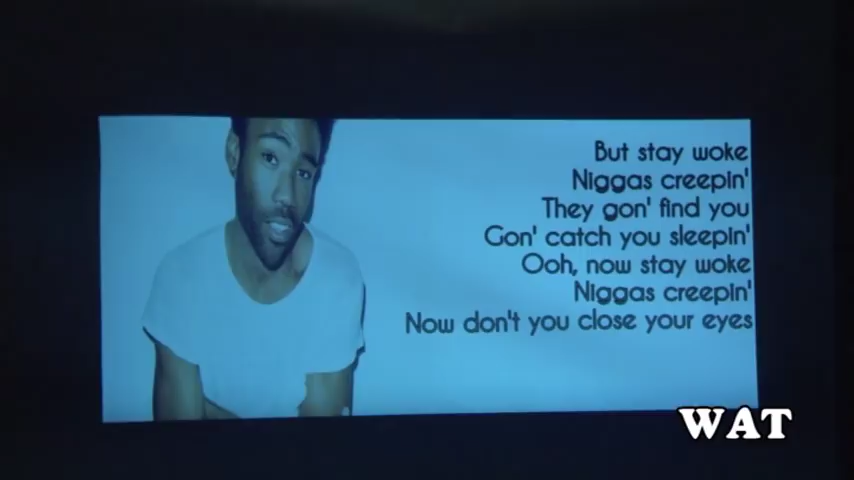 But stay woke
Niggas creepin'
They gon' find you
Gon' catch you sleepin'
Ooh, now stay woke
Niggas creepin'
Now don't you close your eyes
WAT